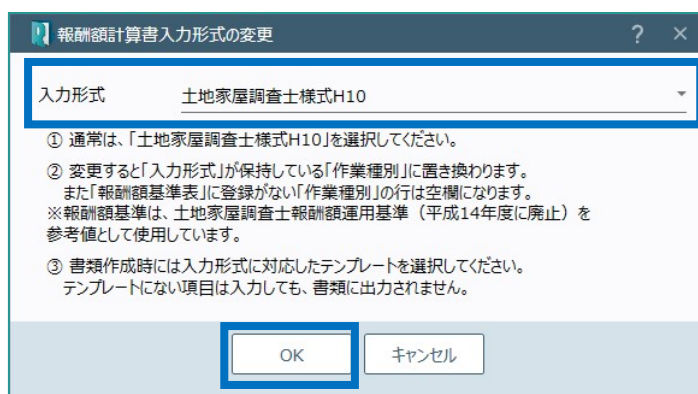 報酬額計算書入力形式の変更 ? ×
入力形式 土地家屋調査士様式H10
① 通常は、「土地家屋調査士様式H10」を選択してください。
② 変更すると「入力形式」が保持している「作業種別」に置き換わります。
また「報酬額基準表」に登録がない「作業種別」の行は空欄になります。
※報酬額基準は、土地家屋調査士報酬額運用基準（平成14年度に廃止）を
参考値として使用しています。
③ 書類作成時には入力形式に対応したテンプレートを選択してください。
テンプレートにない項目は入力しても、書類に出力されません。
OK キャンセル